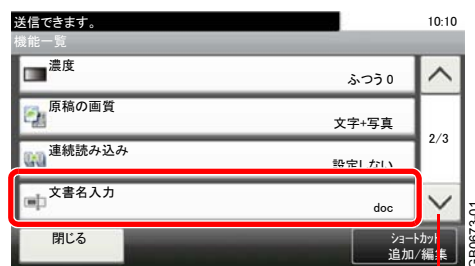 送信できます。 10:10
機能一覧
濃度
ふつう 0
原稿の画質
文字+写真
2/3
連続読み込み
設定しない
文書名入力
doc
閉じる
ショートカット
追加/編集
GB0673-01